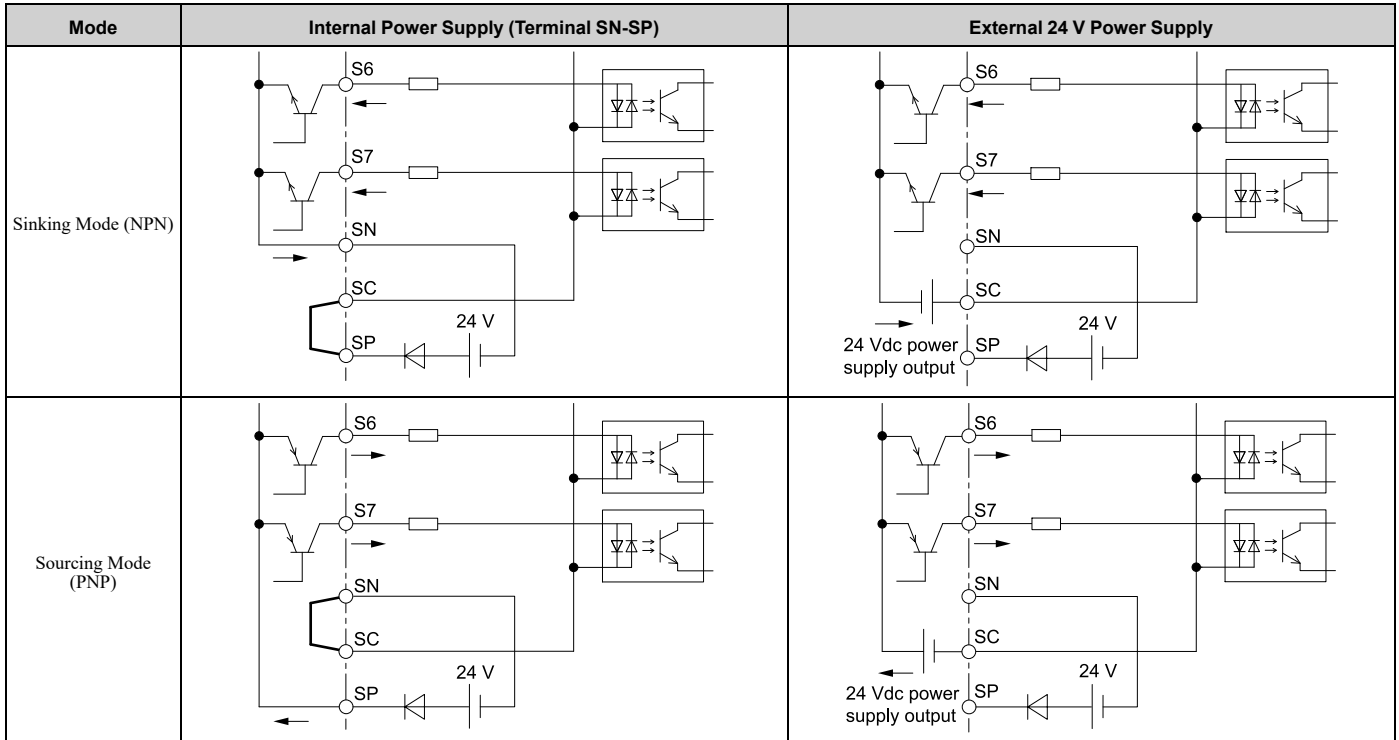 Mode
Internal Power Supply (Terminal SN-SP)
External 24 V Power Supply
Sinking Mode (NPN)
S6
S7
SN
SC
24 V
SP
S6
S7
SN
SC
24 V
24 Vdc power
supply output
SP
Sourcing Mode
(PNP)
S6
S7
SN
SC
24 V
SP
S6
S7
SN
SC
24 V
24 Vdc power
supply output
SP